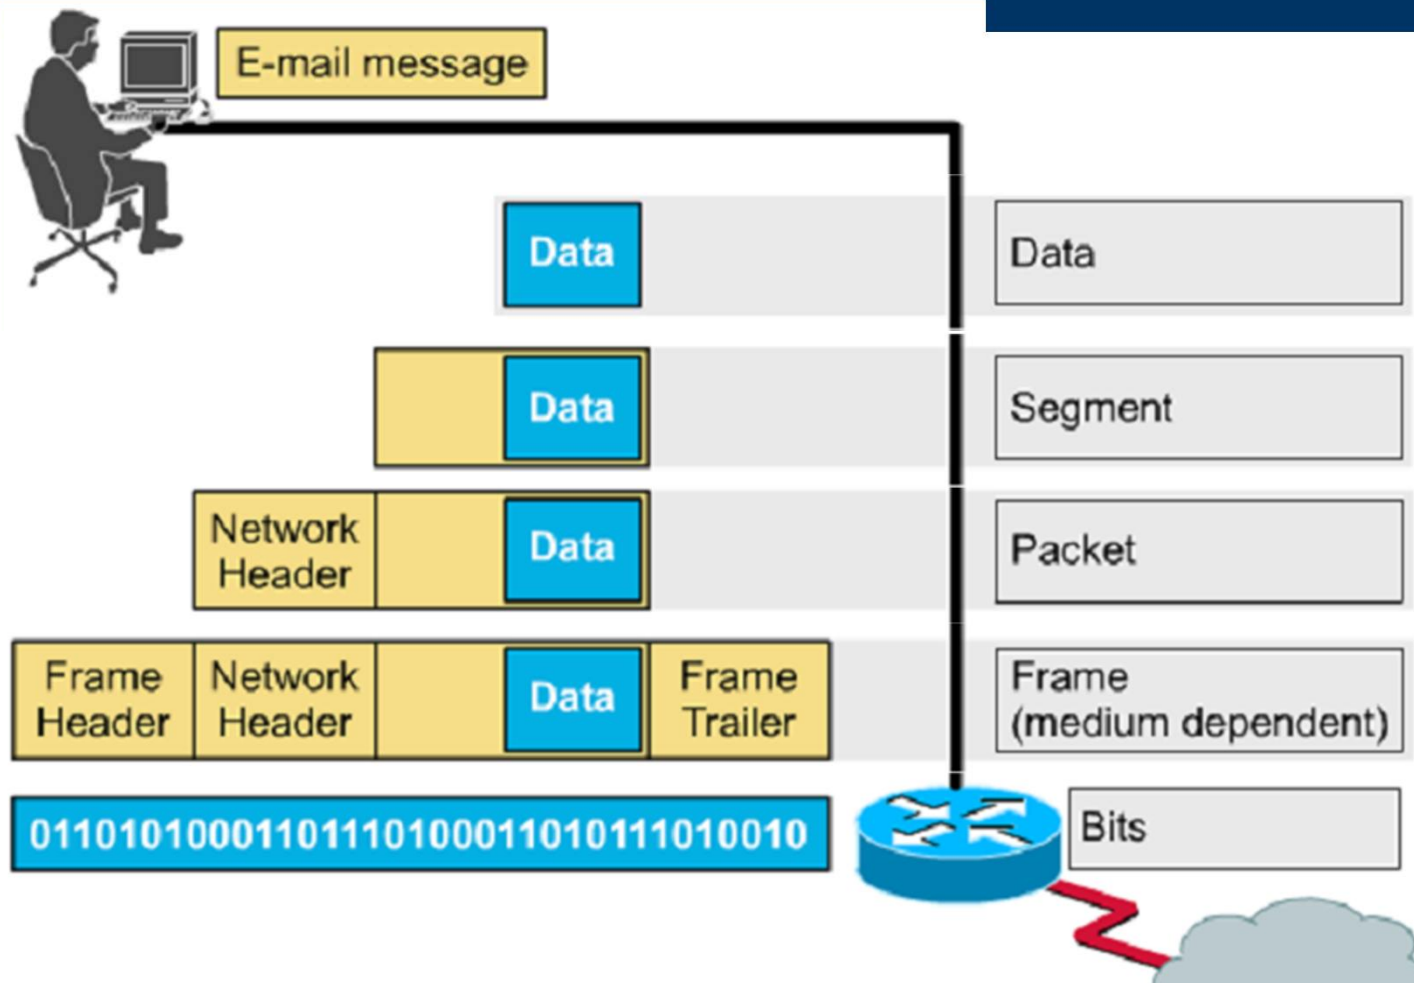 E-mail message
Data
Data
Data
Segment
Network
Header
Data
Packet
Frame
Header
Network
Header
Data
Frame
Trailer
Frame
(medium dependent)
0110101000110111010001101011101001​0
Bits